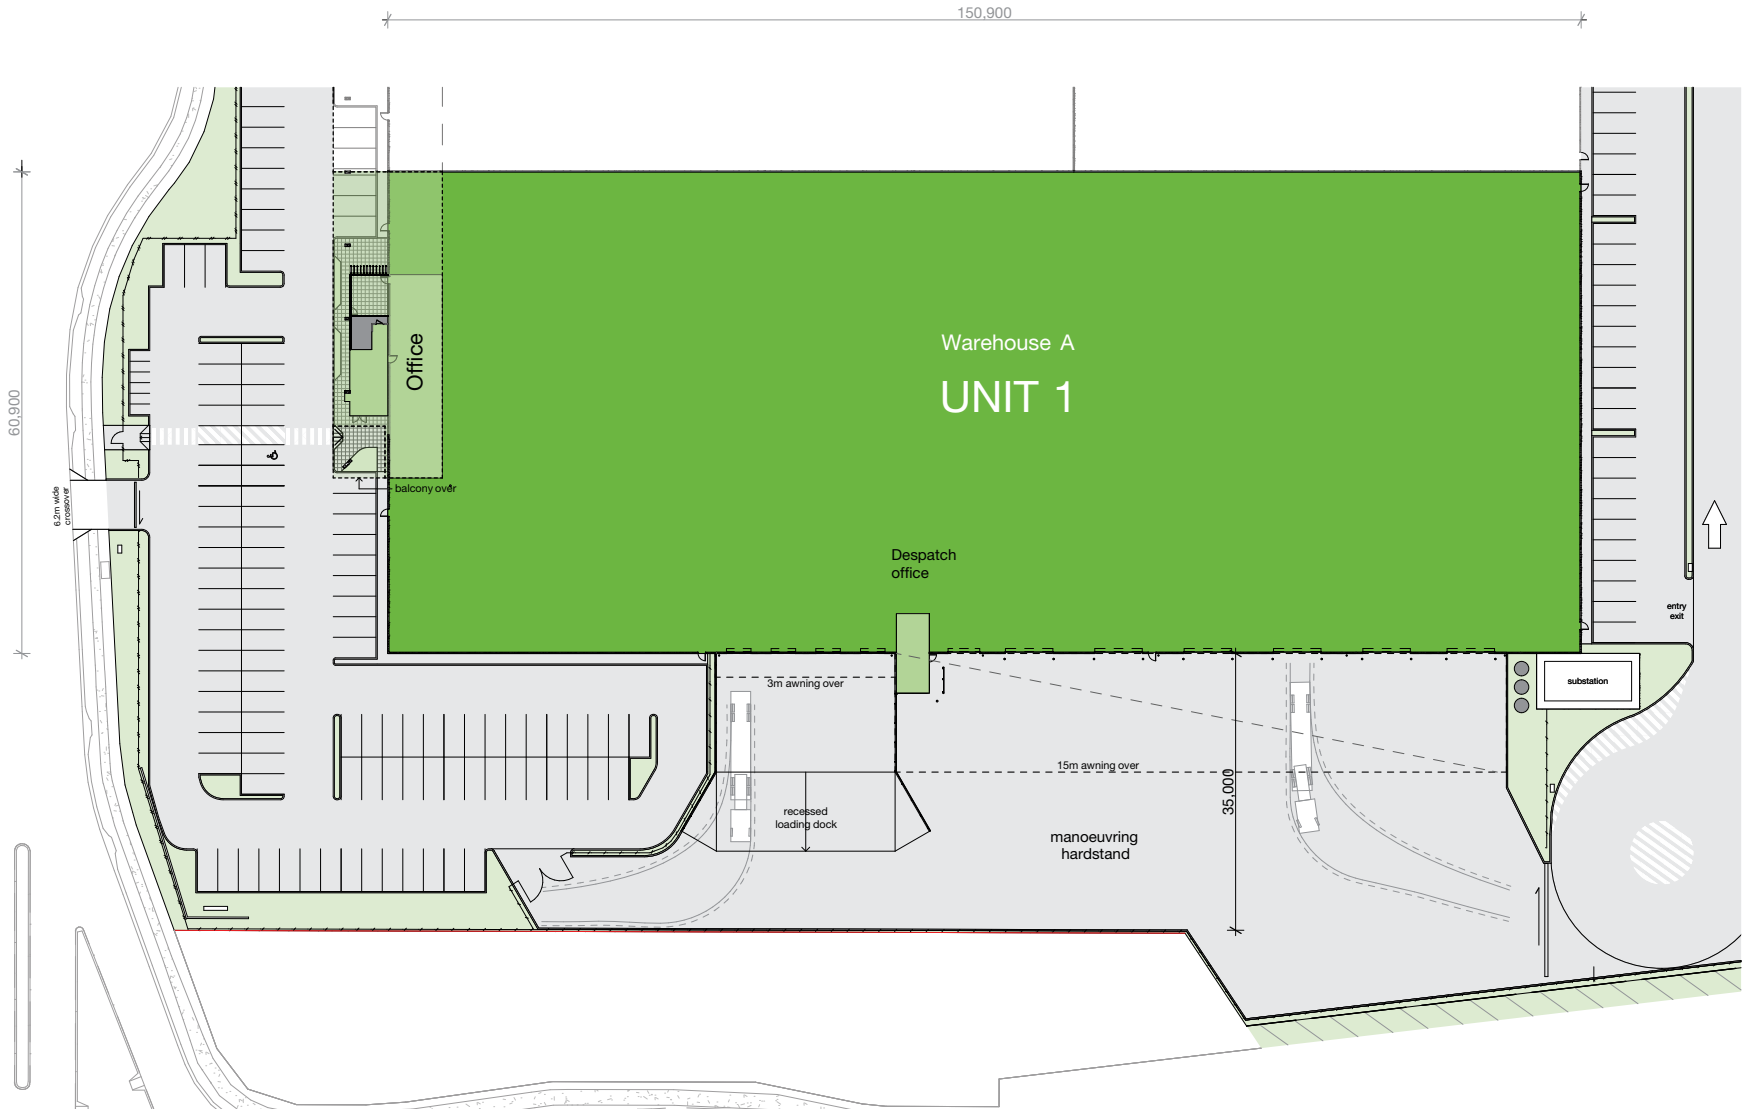 150,900
60,900
Warehouse A
UNIT 1
Office
balcony over
6.2m wide
crossover
Despatch
office
entry
exit
substation
3m awning over
15m awning over
35,000
recessed
loading dock
manoeuvring
hardstand